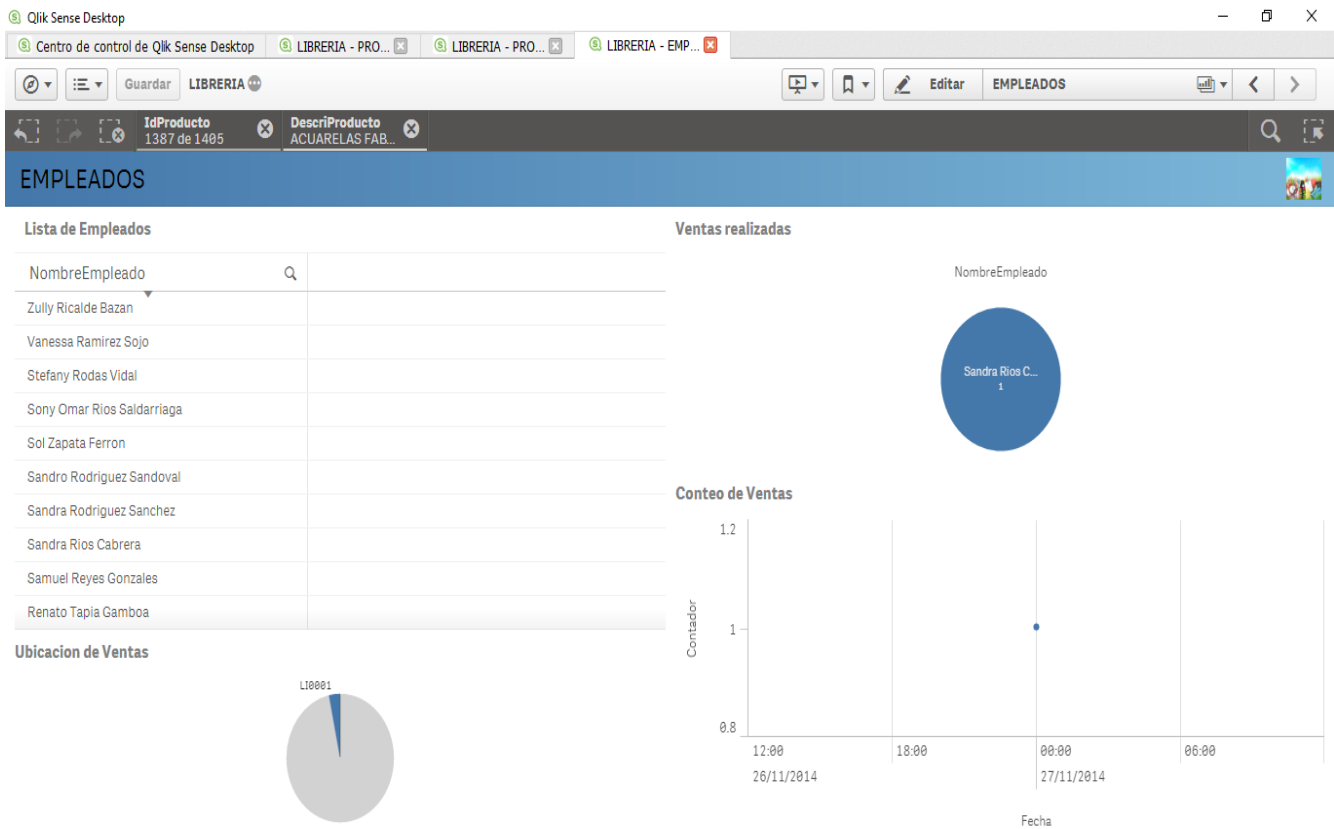 Qlik Sense Desktop
Centro de control de Qlik Sense Desktop
LIBRERIA - PRO...
LIBRERIA - PRO...
LIBRERIA - EMP...
Guardar
LIBRERIA
Editar
EMPLEADOS
IdProducto
1387 de 1405
DescriProducto
ACUARELAS FAB...
EMPLEADOS
Lista de Empleados
NombreEmpleado
Zully Ricalde Bazan
Vanessa Ramirez Sojo
Stefany Rodas Vidal
Sony Omar Rios Saldarriaga
Sol Zapata Ferron
Sandro Rodriguez Sandoval
Sandra Rodriguez Sanchez
Sandra Rios Cabrera
Samuel Reyes Gonzales
Renato Tapia Gamboa
Ubicacion de Ventas
LI0001
Ventas realizadas
NombreEmpleado
Sandra Rios C...
1
Conteo de Ventas
Contador
1.2
1
0.8
12:00 18:00 00:00 06:00
26/11/2014 27/11/2014
Fecha